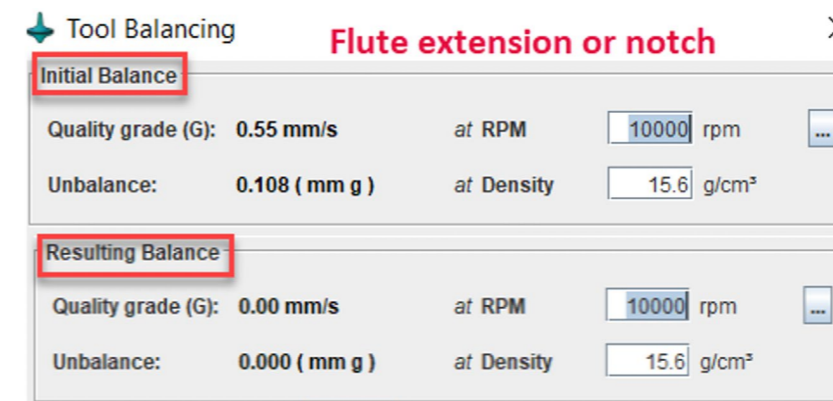 Tool Balancing
Flute extension or notch
Initial Balance
Quality grade (G): 0.55 mm/s at RPM 10000 rpm ...
Unbalance: 0.108 ( mm g ) at Density 15.6 g/cm³
Resulting Balance
Quality grade (G): 0.00 mm/s at RPM 10000 rpm ...
Unbalance: 0.000 ( mm g ) at Density 15.6 g/cm³